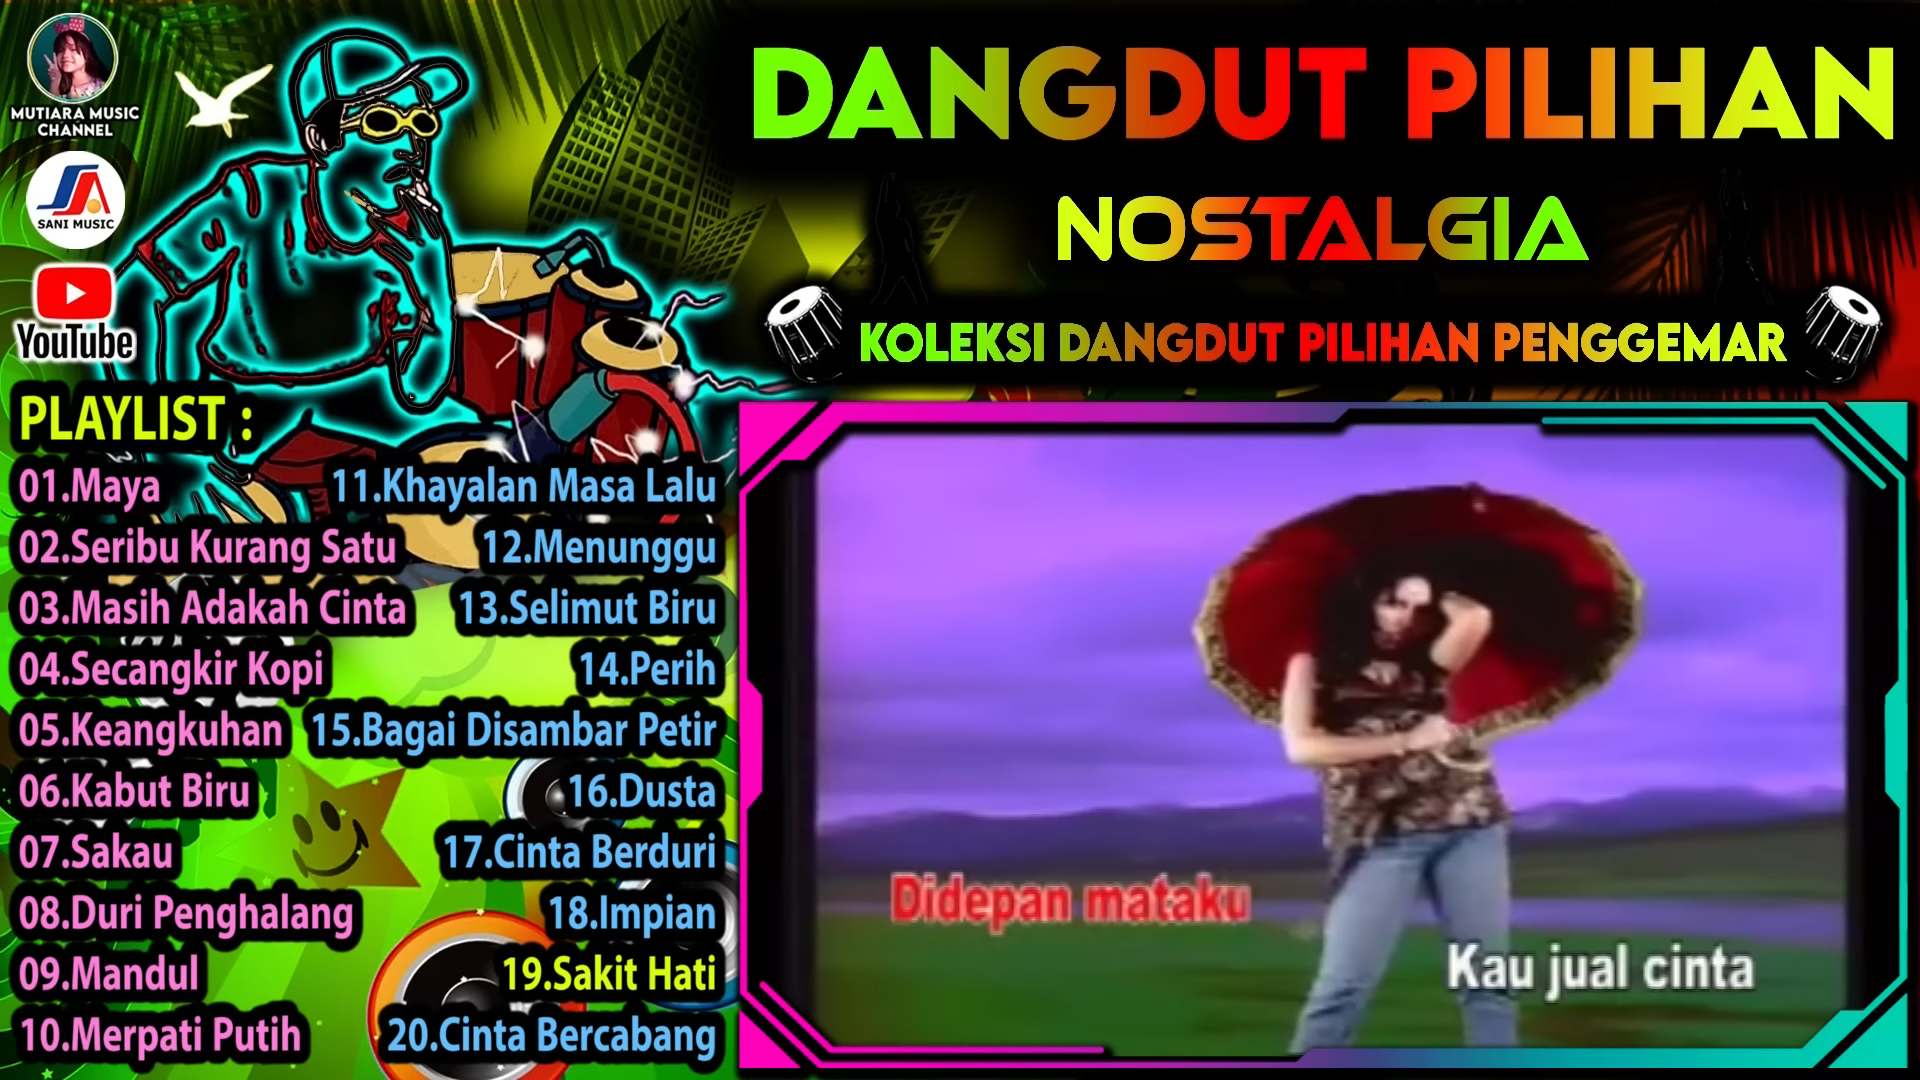 MUTIARA MUSIC
CHANNEL
SANI MUSIC
YouTube
DANGDUT PILIHAN
NOSTALGIA
KOLEKSI DANGDUT PILIHAN PENGGEMAR
PLAYLIST :
01.Maya
02.Seribu Kurang Satu
03.Masih Adakah Cinta
04.Secangkir Kopi
05.Keangkuhan
06.Kabut Biru
07.Sakau
08.Duri Penghalang
09.Mandul
10.Merpati Putih
11.Khayalan Masa Lalu
12.Menunggu
13.Selimut Biru
14.Perih
15.Bagai Disambar Petir
16.Dusta
17.Cinta Berduri
18.Impian
19.Sakit Hati
20.Cinta Bercabang
Didepan mataku
Kau jual cinta